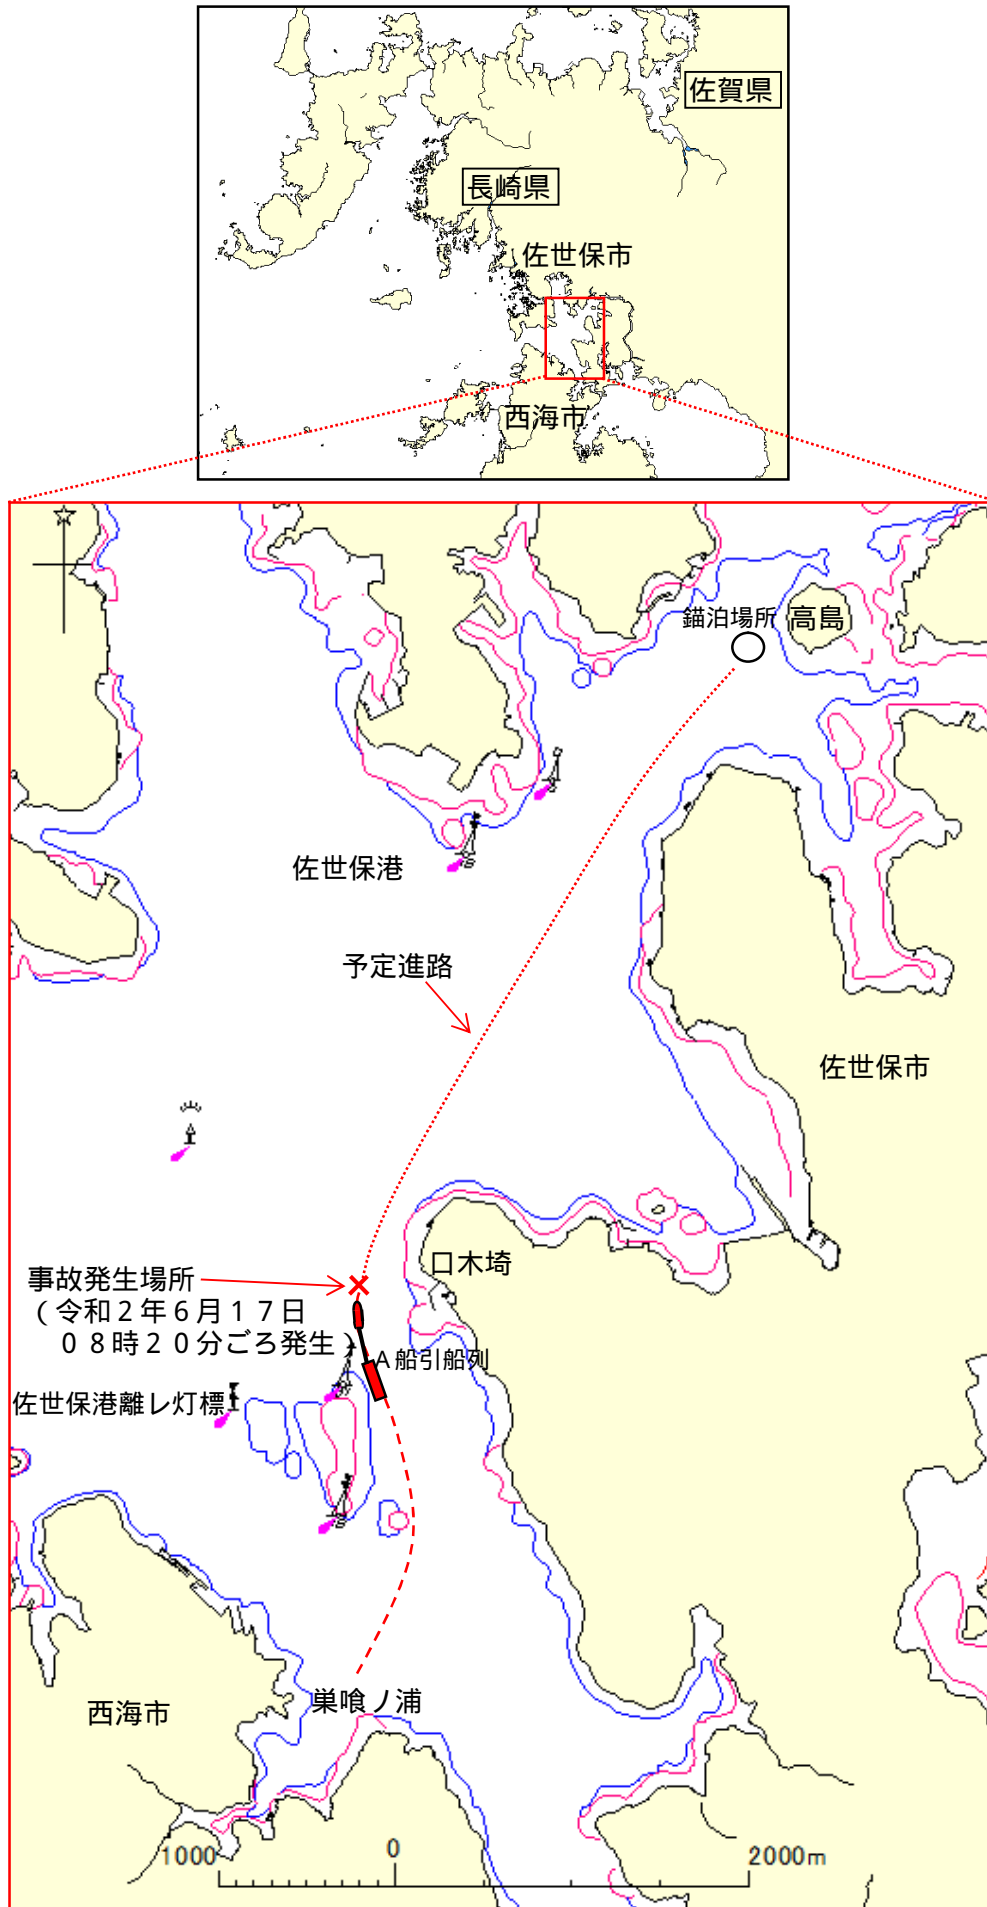 佐賀県
長崎県
佐世保市
西海市
錨泊場所
高島
佐世保港
予定進路
佐世保市
口木埼
事故発生場所
（令和２年６月１７日
０８時２０分ごろ発生）
Ａ船引船列
佐世保港離レ灯標
西海市
巣喰ノ浦
1000 0 2000m